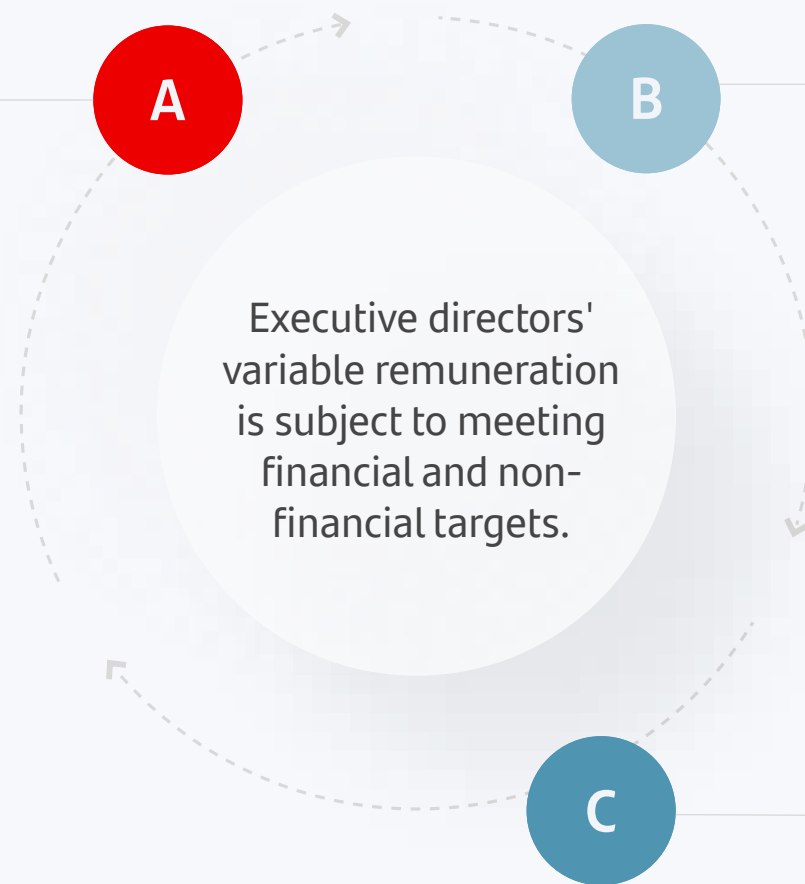 A
B
Executive directors'
variable remuneration
is subject to meeting
financial and non-
financial targets.
C